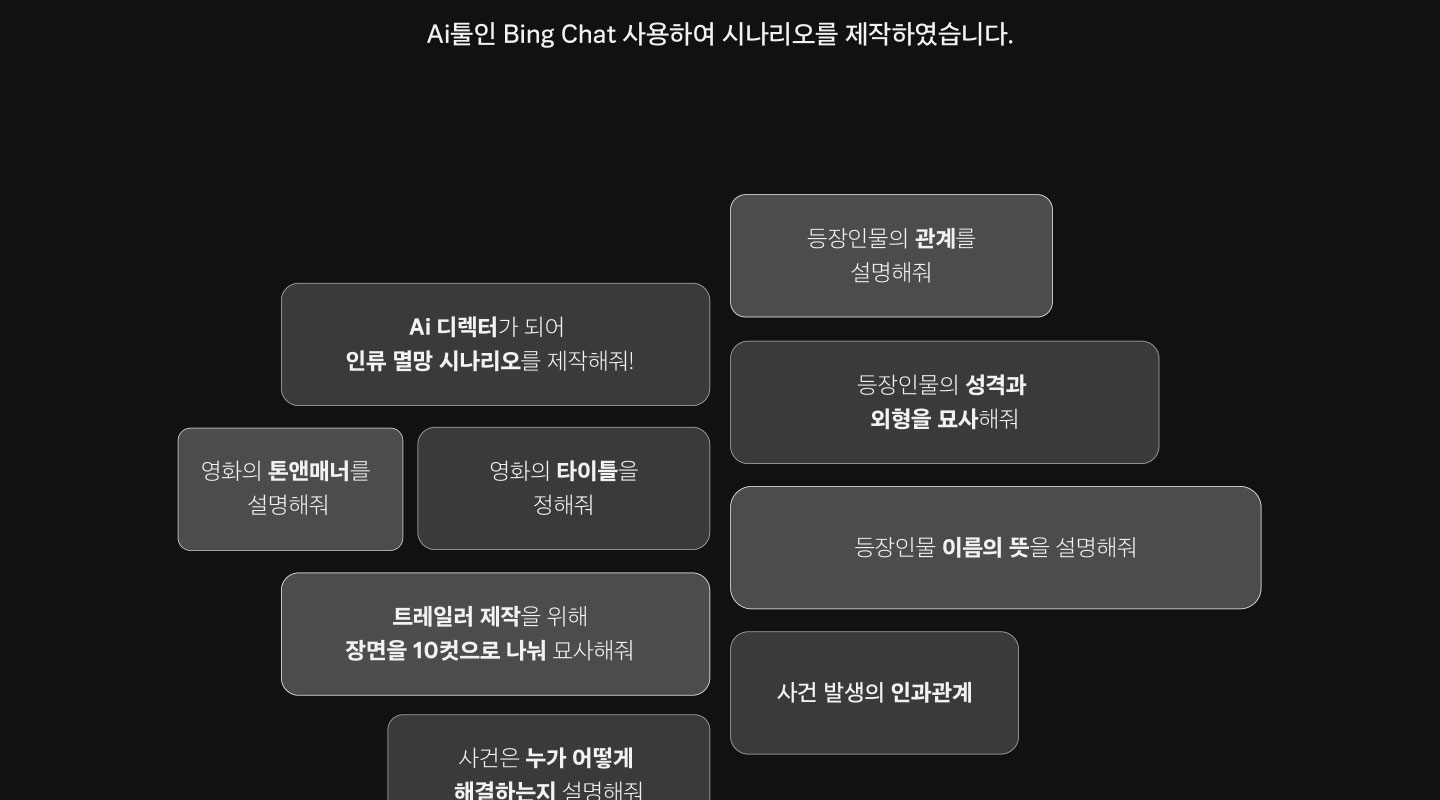 Ai툴인 Bing Chat 사용하여 시나리오를 제작하였습니다.
등장인물의 관계를
설명해줘
Ai 디렉터가 되어
인류 멸망 시나리오를 제작해줘!
등장인물의 성격과
외형을 묘사해줘
영화의 톤앤매너를
설명해줘
영화의 타이틀을
정해줘
등장인물 이름의 뜻을 설명해줘
트레일러 제작을 위해
장면을 10컷으로 나눠 묘사해줘
사건 발생의 인과관계
사건은 누가 어떻게
해결하는지 설명해줘